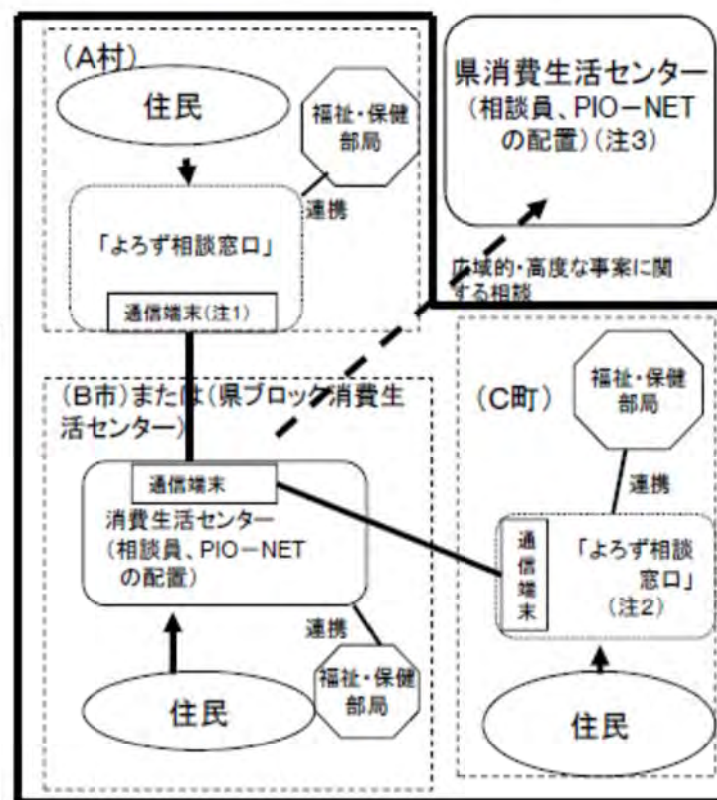 (A村)
住民
福祉・保健
部局
連携
「よろず相談窓口」
通信端末(注1)
県消費生活センター
(相談員、PIO－NET
の配置)(注3)
広域的・高度な事案に関
する相談
(B市)または(県ブロック消費生
活センター)
通信端末
消費生活センター
(相談員、PIO－NET
の配置)
連携
福祉・保健
部局
住民
(C町)
福祉・保健
部局
連携
通
信
端
末
「よろず相談
窓口」
(注2)
住民